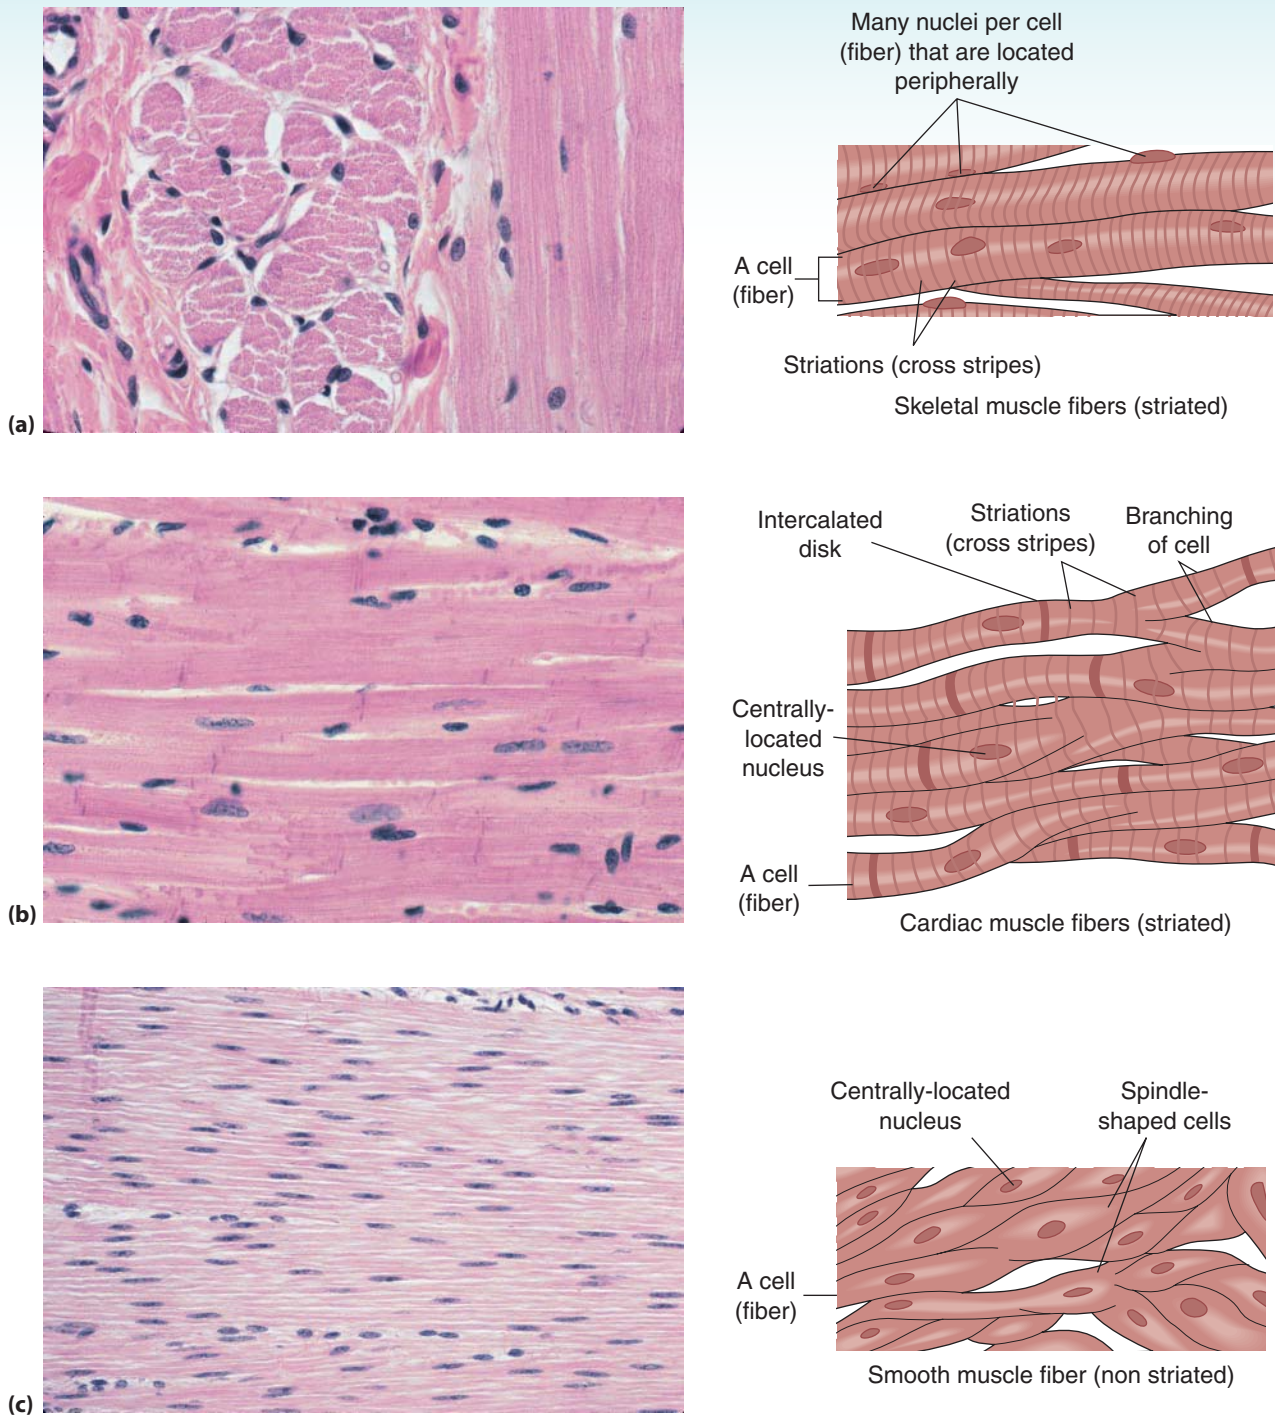 Many nuclei per cell
(fiber) that are located
peripherally
A cell
(fiber)
Striations (cross stripes)
Skeletal muscle fibers (striated)
(a)
Intercalated
disk
Striations
(cross stripes)
Branching
of cell
Centrally-
located
nucleus
A cell
(fiber)
Cardiac muscle fibers (striated)
(b)
Centrally-located
nucleus
Spindle-
shaped cells
A cell
(fiber)
Smooth muscle fiber (non striated)
(c)